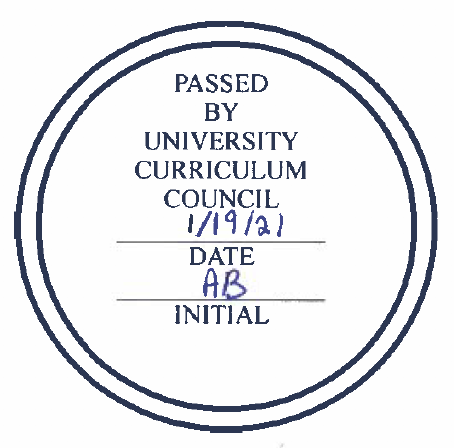 PASSED
BY
UNIVERSITY
CURRICULUM
COUNCIL
1/19/21
DATE
AB
INITIAL